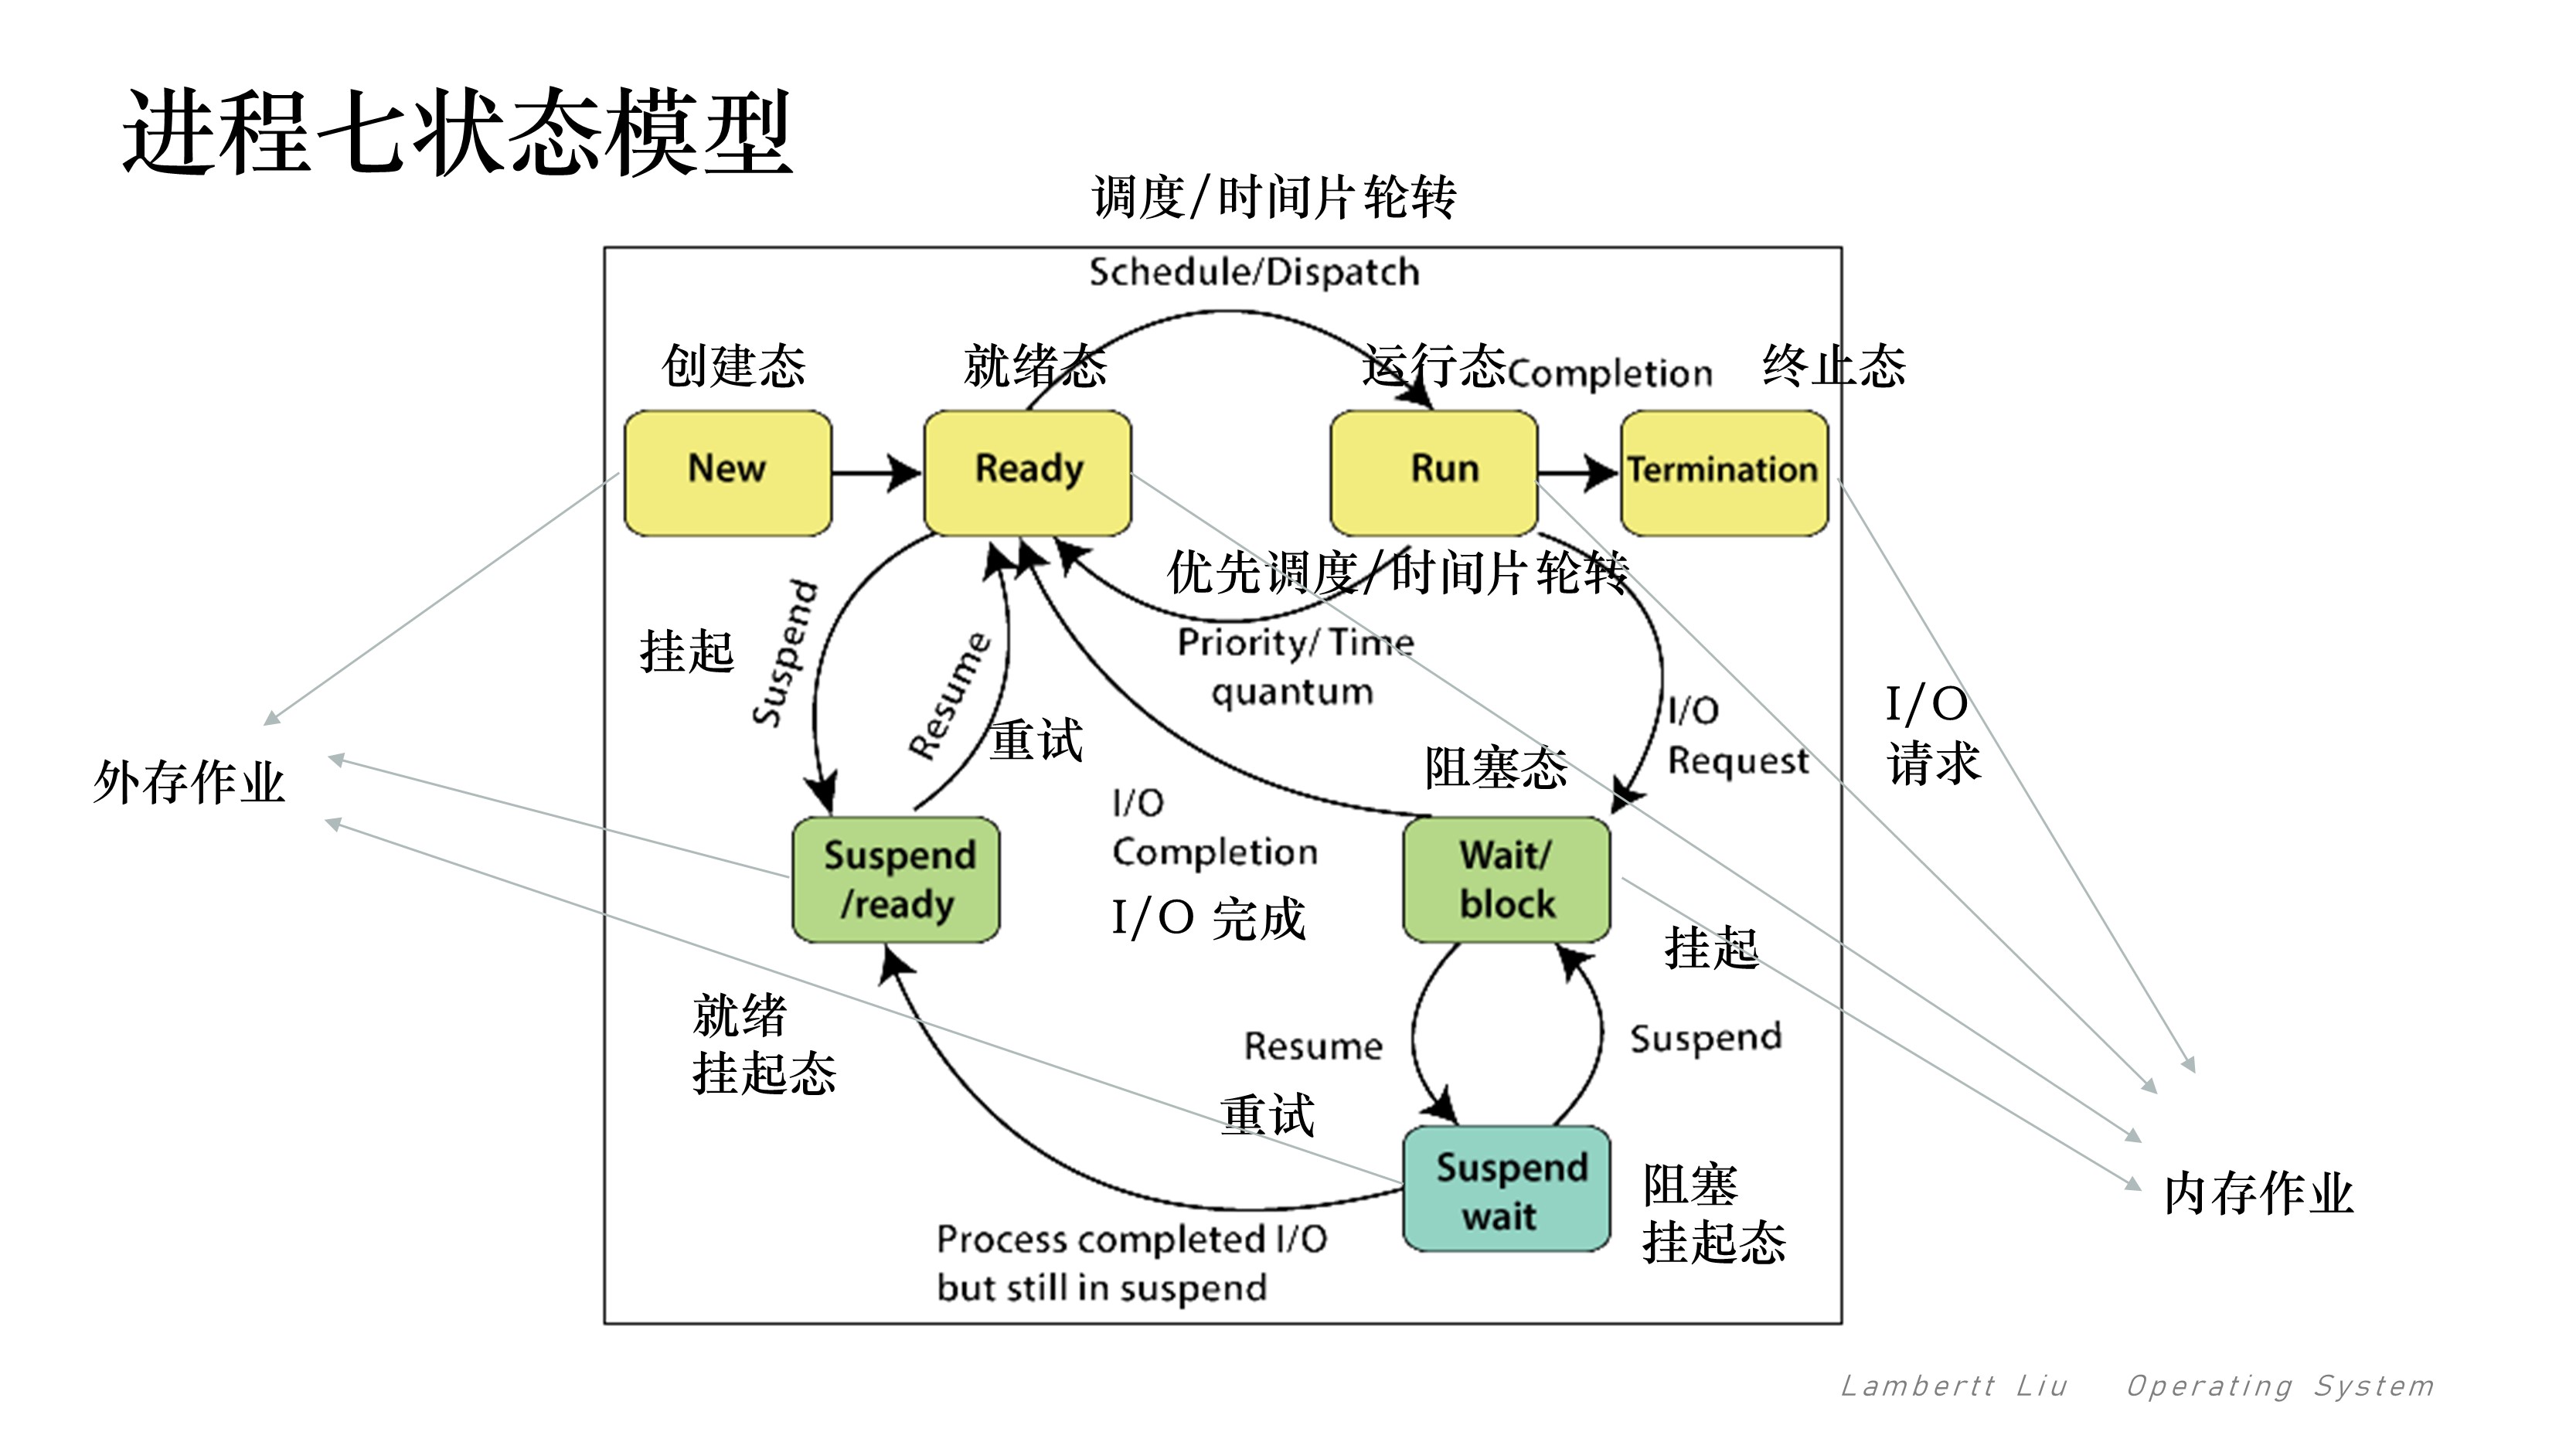 进程七状态模型
调度/时间片轮转
Schedule/Dispatch
创建态
就绪态
运行态
Completion
终止态
New
Ready
Run
Termination
优先调度/时间片轮转
Priority/ Time
quantum
挂起
Suspend
Resume
重试
I/O
Request
I/O
请求
外存作业
阻塞态
I/O
Completion
I/O 完成
Suspend
/ready
Wait/
block
挂起
就绪
挂起态
Resume
Suspend
重试
Suspend
wait
阻塞
挂起态
内存作业
Process completed I/O
but still in suspend
Lambertt Liu Operating System